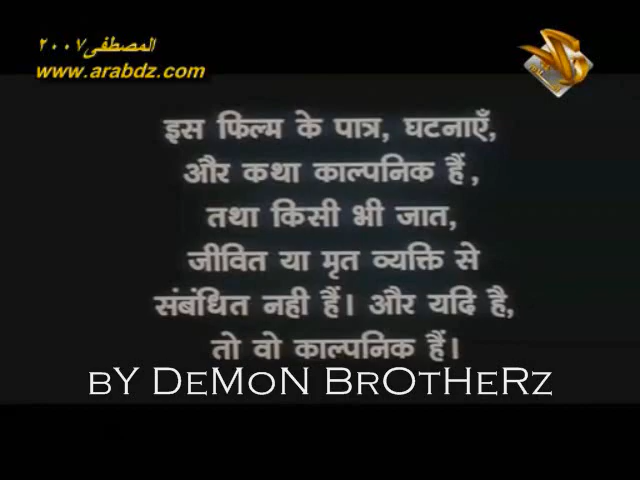 المصطفى٢٠٠٧
www.arabdz.com
इस फिल्म के पात्र, घटनाएँ,
और कथा काल्पनिक हैं,
तथा किसी भी जात,
जीवित या मृत व्यक्ति से
संबंधित नही हैं। और यदि है,
तो वो काल्पनिक हैं।
bY DeMoN BrOtHeRz